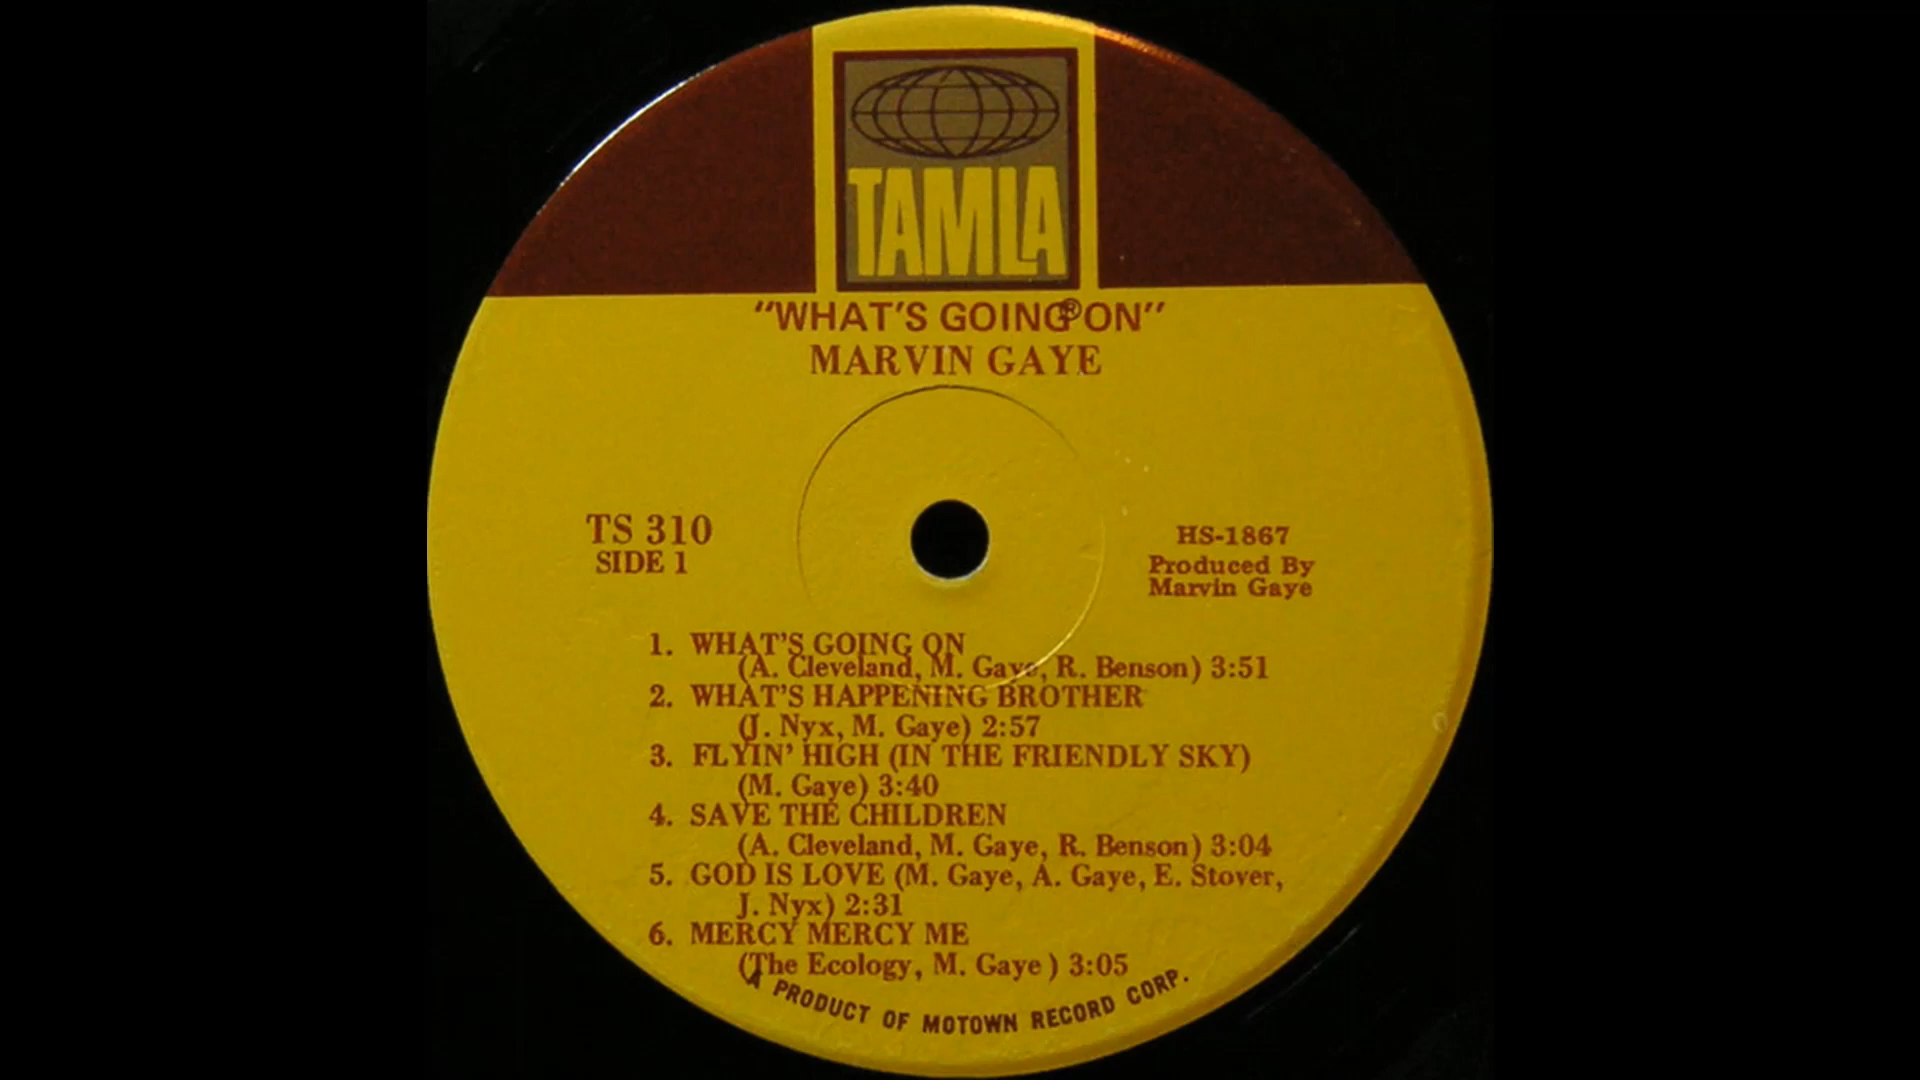 TAMLA
"WHAT'S GOING ON"
®
MARVIN GAYE
TS 310
SIDE 1
HS-1867
Produced By
Marvin Gaye
1. WHAT'S GOING ON
(A. Cleveland, M. Gaye, R. Benson) 3:51
2. WHAT'S HAPPENING BROTHER
(J. Nyx, M. Gaye) 2:57
3. FLYIN' HIGH (IN THE FRIENDLY SKY)
(M. Gaye) 3:40
4. SAVE THE CHILDREN
(A. Cleveland, M. Gaye, R. Benson) 3:04
5. GOD IS LOVE (M. Gaye, A. Gaye, E. Stover,
J. Nyx) 2:31
6. MERCY MERCY ME
(The Ecology, M. Gaye ) 3:05
A PRODUCT OF MOTOWN RECORD CORP.